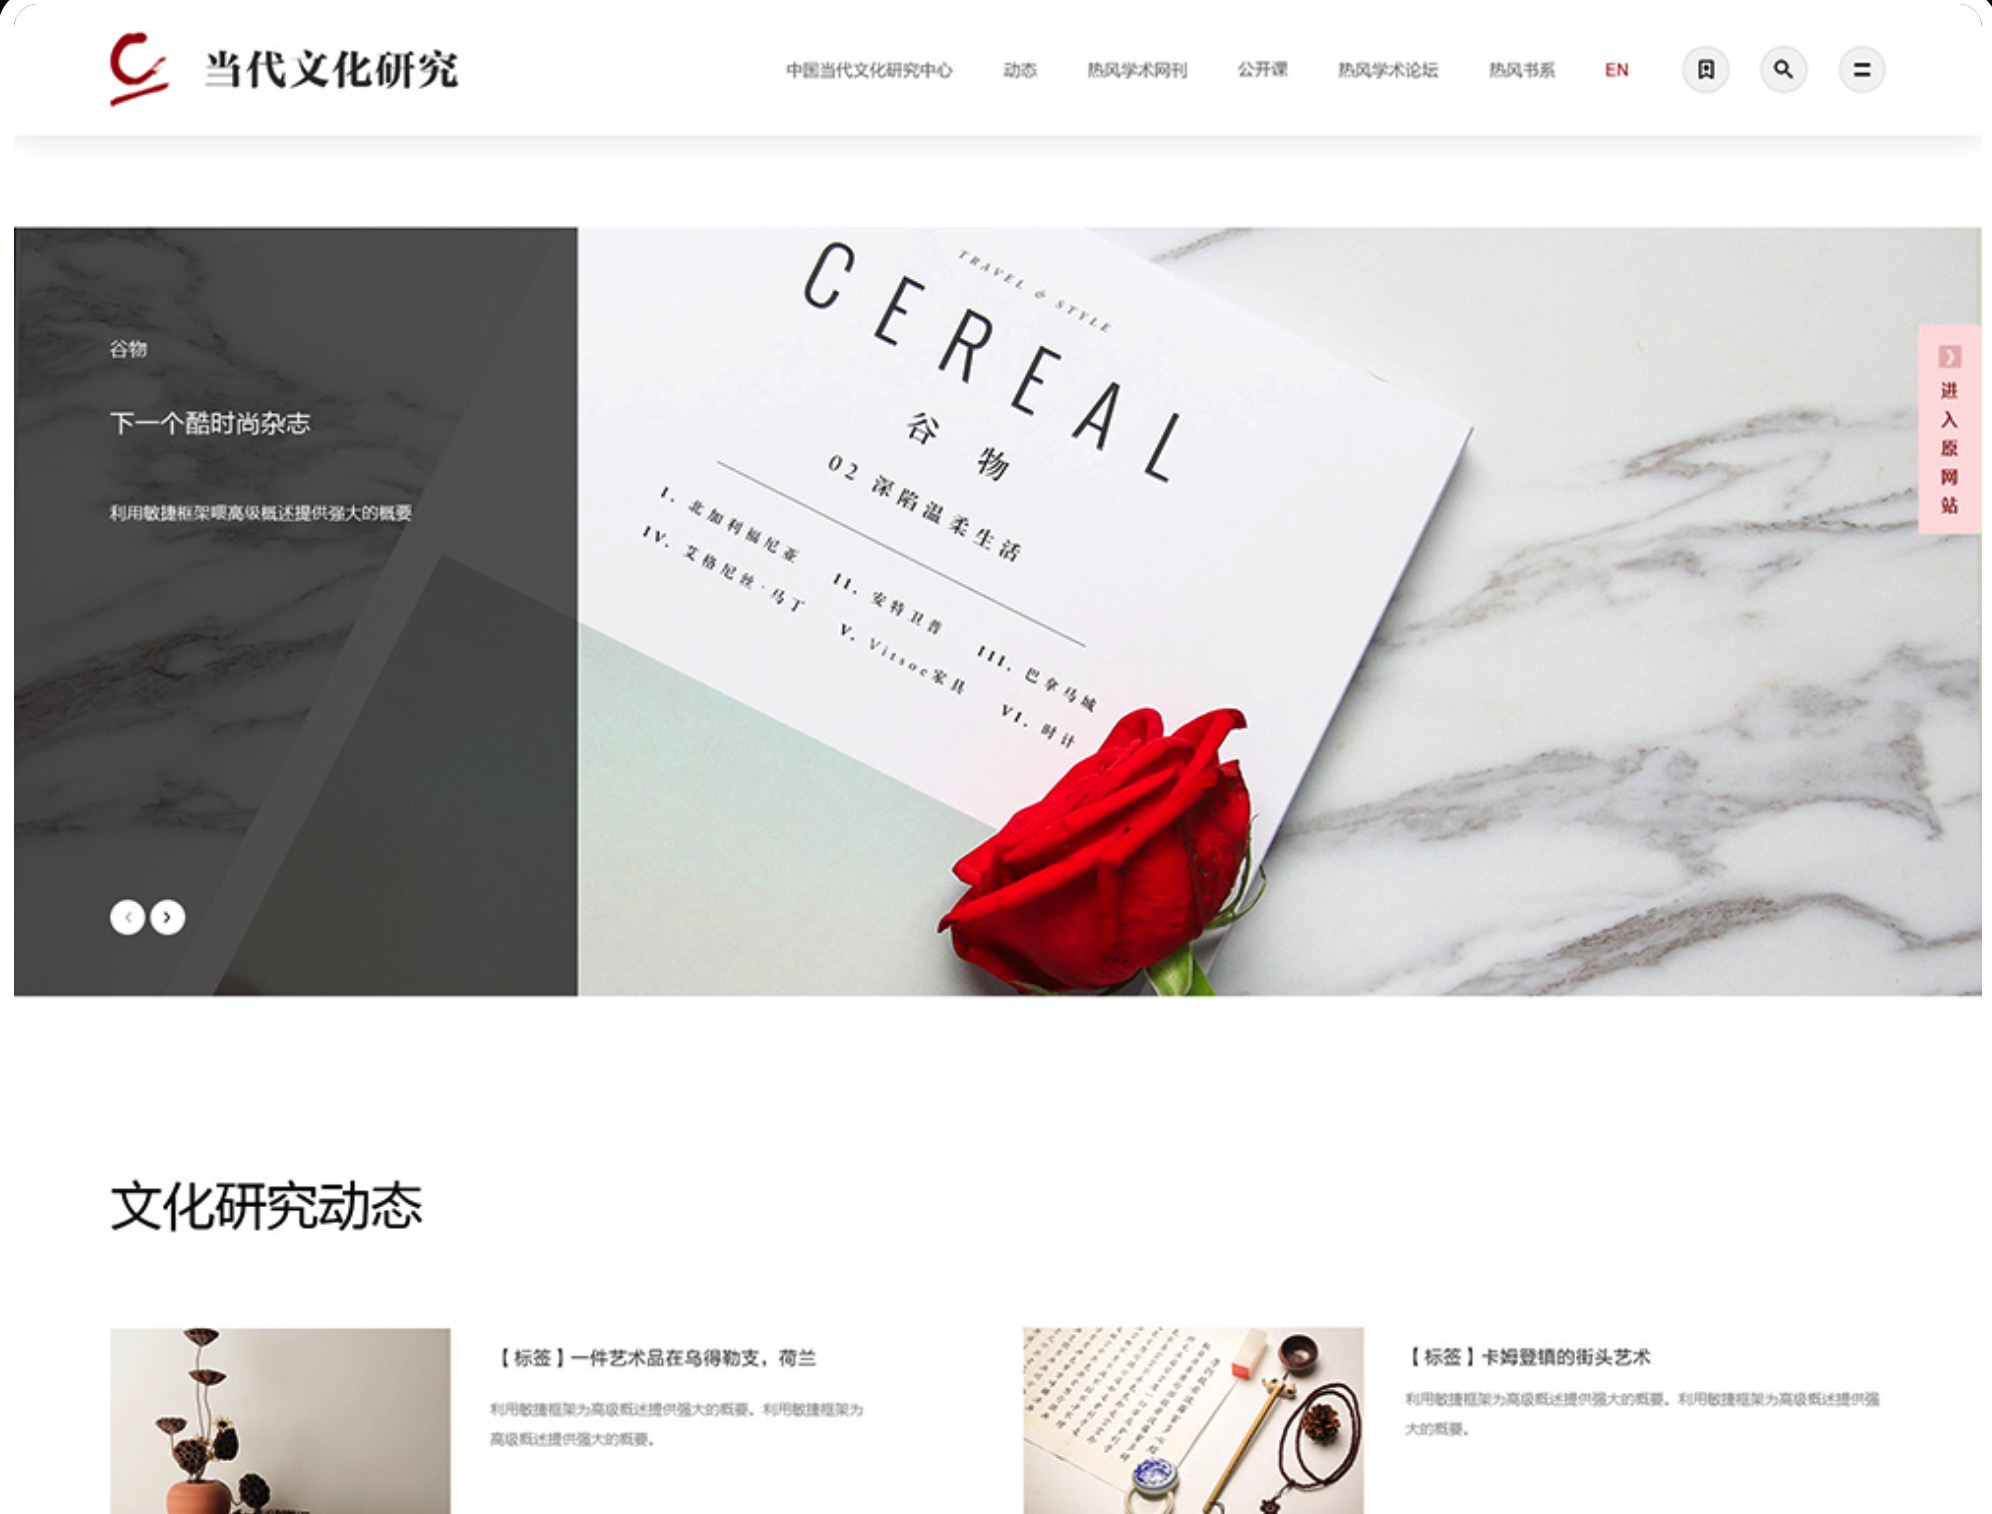 当代文化研究
中国当代文化研究中心 动态 热风学术网刊 公开课 热风学术论坛 热风书系 EN
谷物
下一个酷时尚杂志
利用敏捷框架喂高级概述提供强大的概要
TRAVEL & STYLE
CEREAL
谷物
02 深陷温柔生活
I. 北加利福尼亚
II. 安特卫普
III. 巴拿马城
IV. 艾格尼丝·马丁
V. Vitsoe家具
VI. 时计
进入原网站
文化研究动态
【标签】一件艺术品在乌得勒支，荷兰
利用敏捷框架为高级概述提供强大的概要。利用敏捷框架为
高级概述提供强大的概要。
【标签】卡姆登镇的街头艺术
利用敏捷框架为高级概述提供强大的概要。利用敏捷框架为高级概述提供强
大的概要。